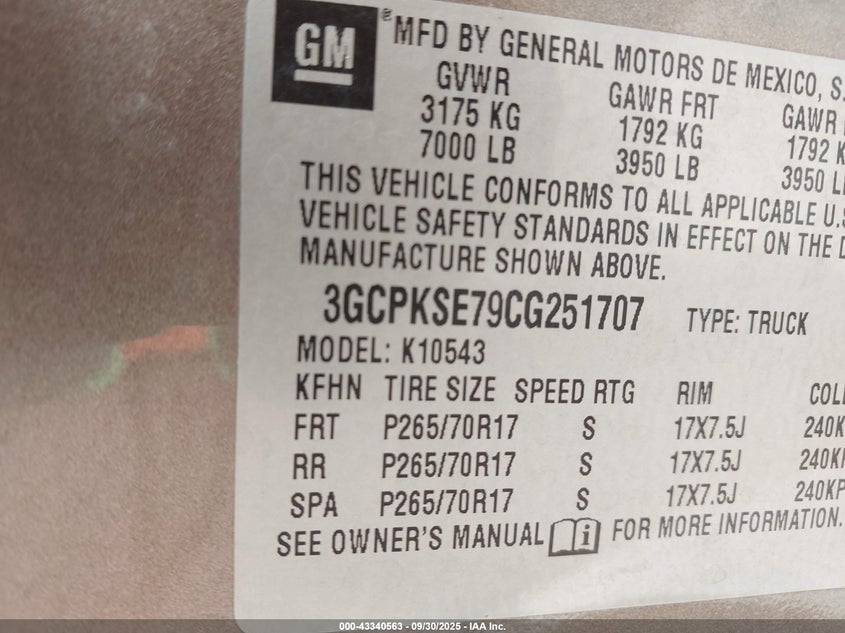 GM ® MFD BY GENERAL MOTORS DE MEXICO, S.
GVWR GAWR FRT GAWR
3175 KG 1792 KG 1792 K
7000 LB 3950 LB 3950 L
THIS VEHICLE CONFORMS TO ALL APPLICABLE U.S
VEHICLE SAFETY STANDARDS IN EFFECT ON THE D
MANUFACTURE SHOWN ABOVE.
3GCPKSE79CG251707 TYPE: TRUCK
MODEL: K10543
KFHN TIRE SIZE SPEED RTG RIM COL
FRT P265/70R17 S 17X7.5J 240K
RR P265/70R17 S 17X7.5J 240K
SPA P265/70R17 S 17X7.5J 240KP
SEE OWNER'S MANUAL i FOR MORE INFORMATION.
000-43340563 - 09/30/2025 - IAA Inc.